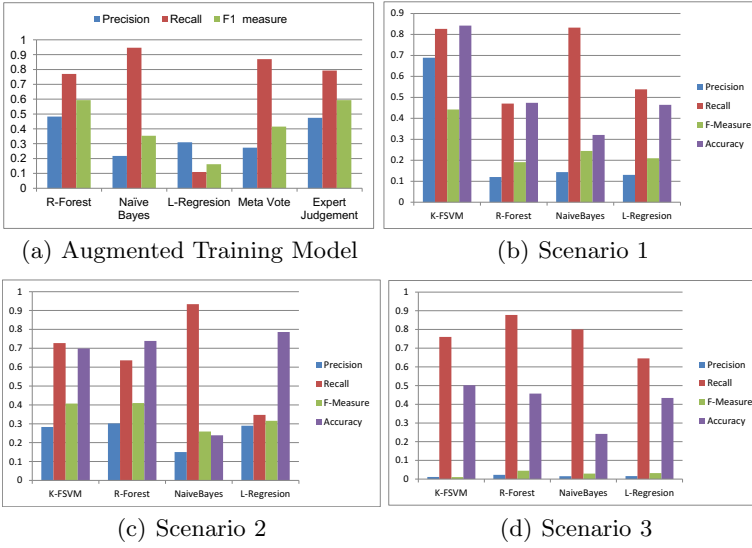 Precision Recall F1 measure
1
0.9
0.8
0.7
0.6
0.5
0.4
0.3
0.2
0.1
0
R-Forest Naïve Bayes L-Regresion Meta Vote Expert Judgement
(a) Augmented Training Model
0.9
0.8
0.7
0.6
0.5
0.4
0.3
0.2
0.1
0
K-FSVM R-Forest NaiveBayes L-Regresion
Precision
Recall
F-Measure
Accuracy
(b) Scenario 1
1
0.9
0.8
0.7
0.6
0.5
0.4
0.3
0.2
0.1
0
K-FSVM R-Forest NaiveBayes L-Regresion
Precision
Recall
F-Measure
Accuracy
(c) Scenario 2
1
0.9
0.8
0.7
0.6
0.5
0.4
0.3
0.2
0.1
0
K-FSVM R-Forest NaiveBayes L-Regresion
Precision
Recall
F-Measure
Accuracy
(d) Scenario 3